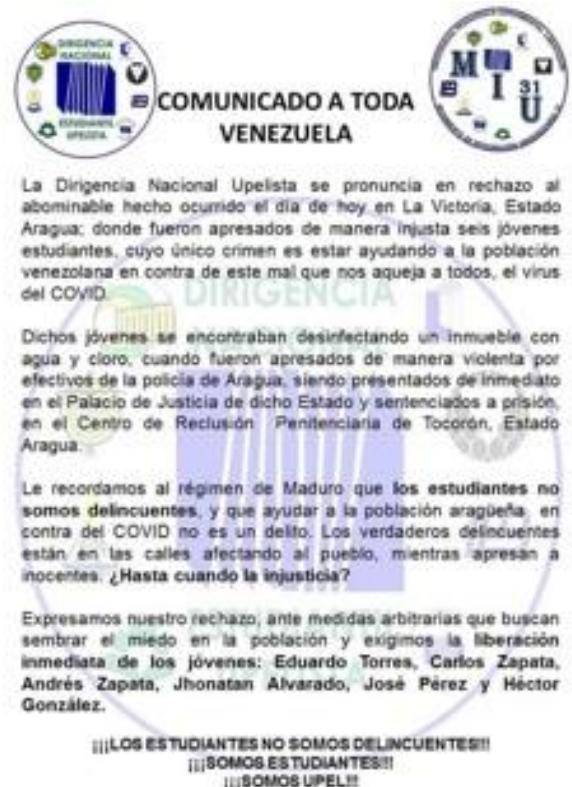 DIRIGENCIA
NACIONAL
ESTUDIANTIL
UPELISTA
M
I
31
U
COMUNICADO A TODA
VENEZUELA
La Dirigencia Nacional Upelista se pronuncia en rechazo al
abominable hecho ocurrido el día de hoy en La Victoria, Estado
Aragua; donde fueron apresados de manera injusta seis jóvenes
estudiantes, cuyo único crimen es estar ayudando a la población
venezolana en contra de este mal que nos aqueja a todos, el virus
del COVID.
DIRIGENCIA
Dichos jóvenes se encontraban desinfectando un inmueble con
agua y cloro, cuando fueron apresados de manera violenta por
efectivos de la policía de Aragua, siendo presentados de inmediato
en el Palacio de Justicia de dicho Estado y sentenciados a prisión,
en el Centro de Reclusión Penitenciaria de Tocorón, Estado
Aragua.
Le recordamos al régimen de Maduro que los estudiantes no
somos delincuentes, y que ayudar a la población aragüeña en
contra del COVID no es un delito. Los verdaderos delincuentes
están en las calles afectando al pueblo, mientras apresan a
inocentes. ¿Hasta cuando la injusticia?
Expresamos nuestro rechazo, ante medidas arbitrarias que buscan
sembrar el miedo en la población y exigimos la liberación
inmediata de los jóvenes: Eduardo Torres, Carlos Zapata,
Andrés Zapata, Jhonatan Alvarado, José Pérez y Héctor
González.
¡¡¡LOS ESTUDIANTES NO SOMOS DELINCUENTES!!!
¡¡¡SOMOS ESTUDIANTES!!!
¡¡¡SOMOS UPEL!!!